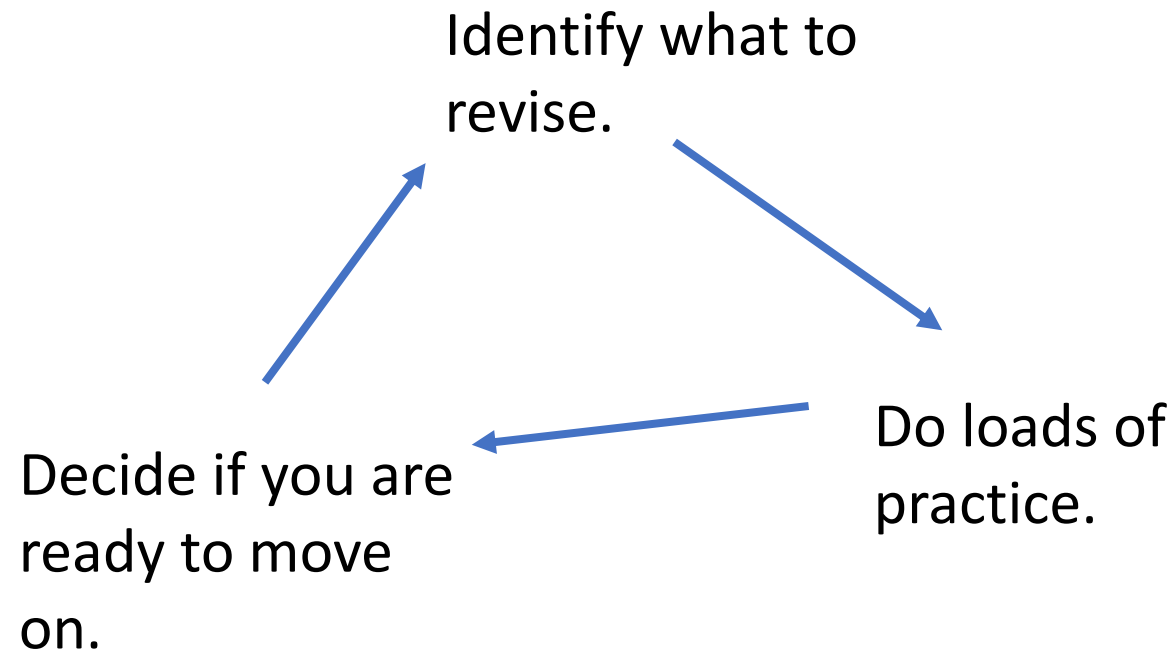 Identify what to
revise.
Do loads of
practice.
Decide if you are
ready to move
on.